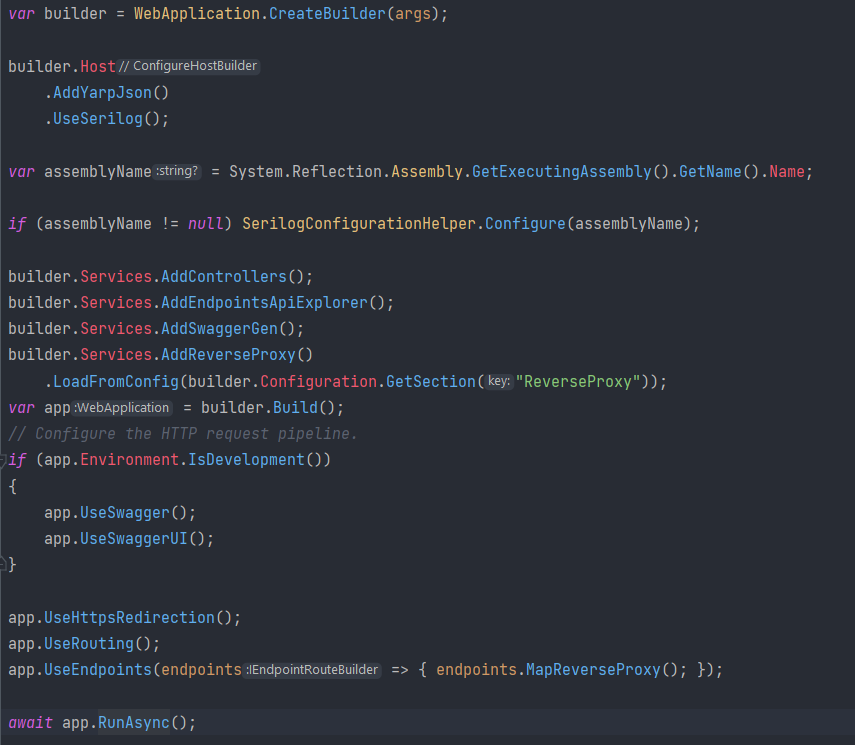 var builder = WebApplication.CreateBuilder(args);
builder.Host // ConfigureHostBuilder
    .AddYarpJson()
    .UseSerilog();
var assemblyName :string? = System.Reflection.Assembly.GetExecutingAssembly().GetName().Name;
if (assemblyName != null) SerilogConfigurationHelper.Configure(assemblyName);
builder.Services.AddControllers();
builder.Services.AddEndpointsApiExplorer();
builder.Services.AddSwaggerGen();
builder.Services.AddReverseProxy()
    .LoadFromConfig(builder.Configuration.GetSection( key: "ReverseProxy"));
var app :WebApplication = builder.Build();
// Configure the HTTP request pipeline.
if (app.Environment.IsDevelopment())
{
    app.UseSwagger();
    app.UseSwaggerUI();
}
app.UseHttpsRedirection();
app.UseRouting();
app.UseEndpoints(endpoints :IEndpointRouteBuilder => { endpoints.MapReverseProxy(); });
await app.RunAsync();